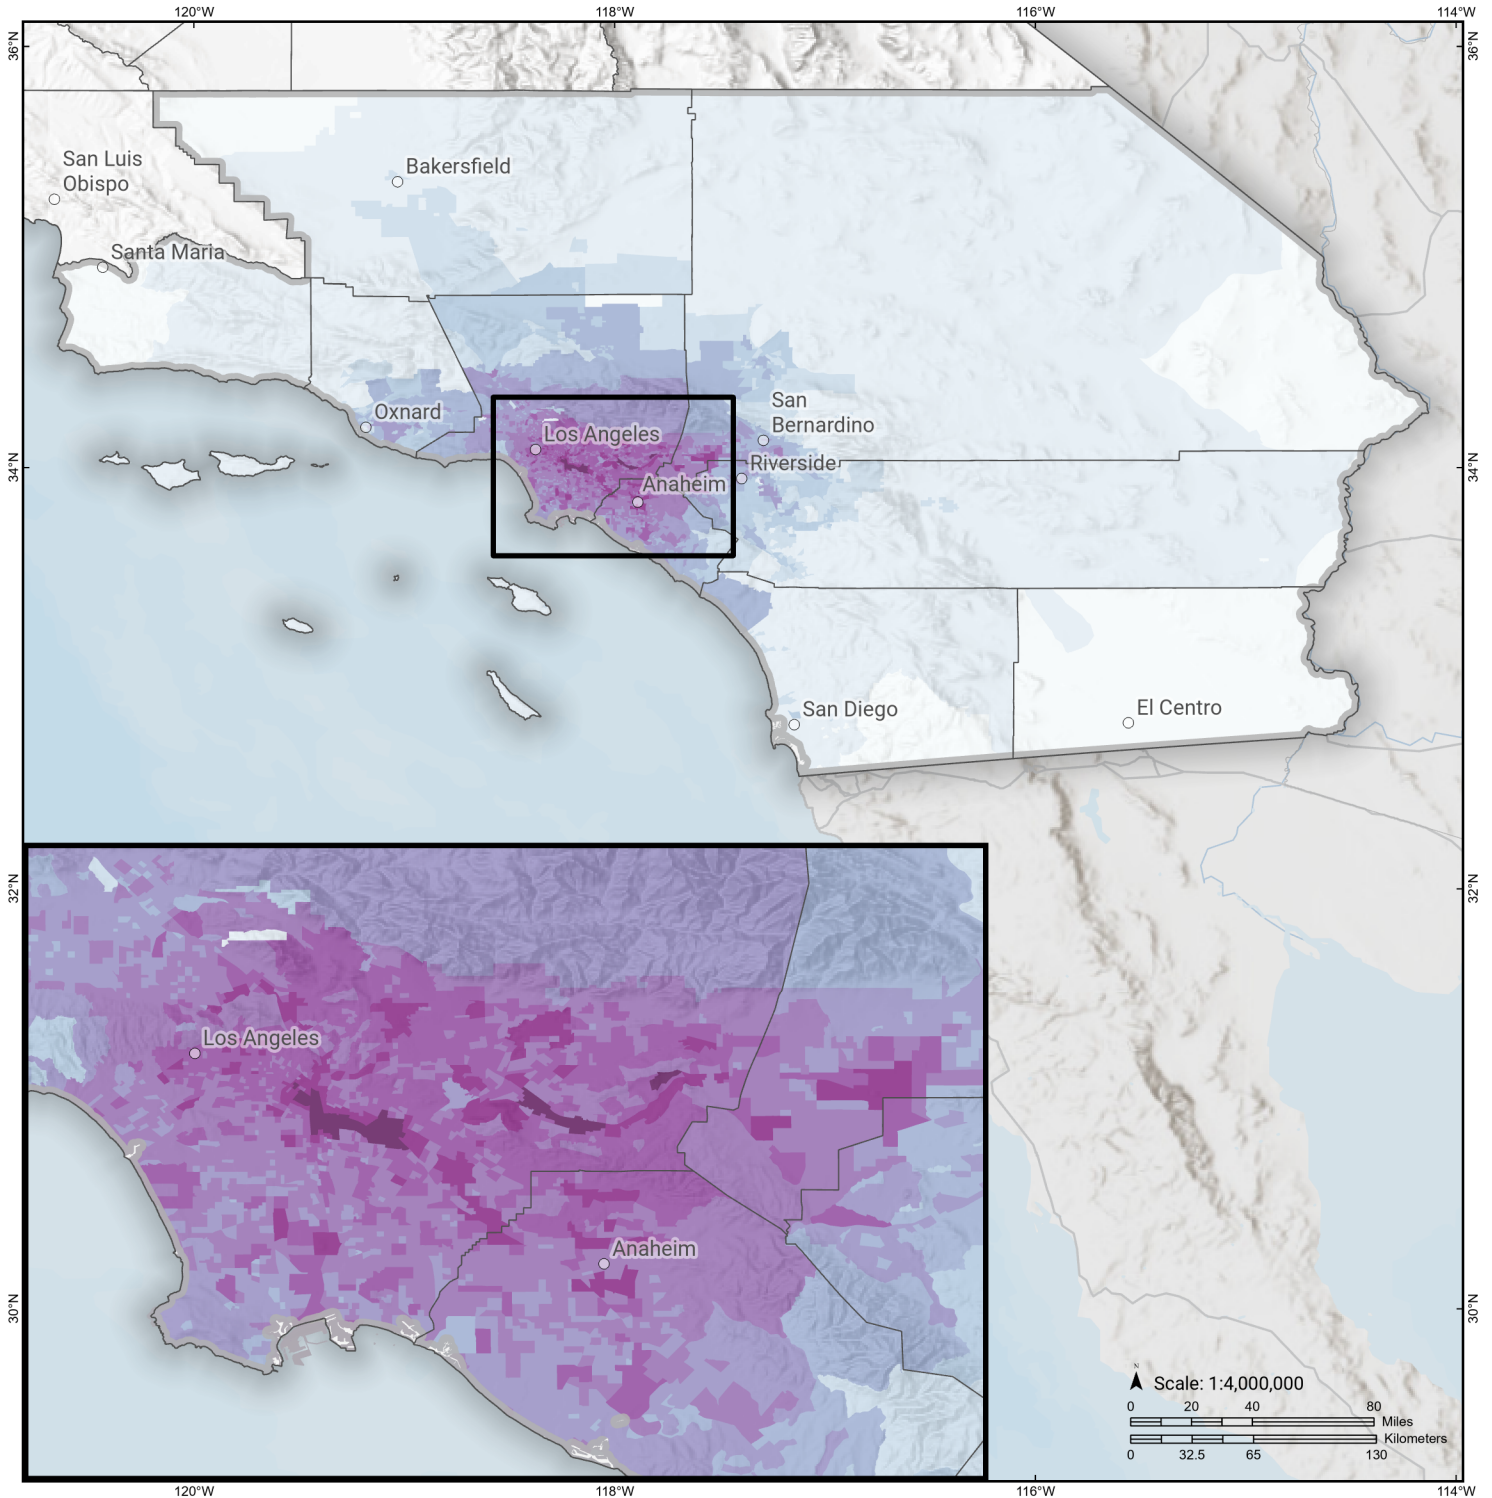 120°W
118°W
116°W
114°W
36°N
36°N
San Luis
Obispo
Bakersfield
Santa Maria
Oxnard
San
Bernardino
Los Angeles
Riverside
34°N
34°N
Anaheim
San Diego
El Centro
32°N
32°N
Los Angeles
Anaheim
30°N
30°N
N
Scale: 1:4,000,000
0 20 40 80
Miles
Kilometers
0 32.5 65 130
120°W
118°W
116°W
114°W